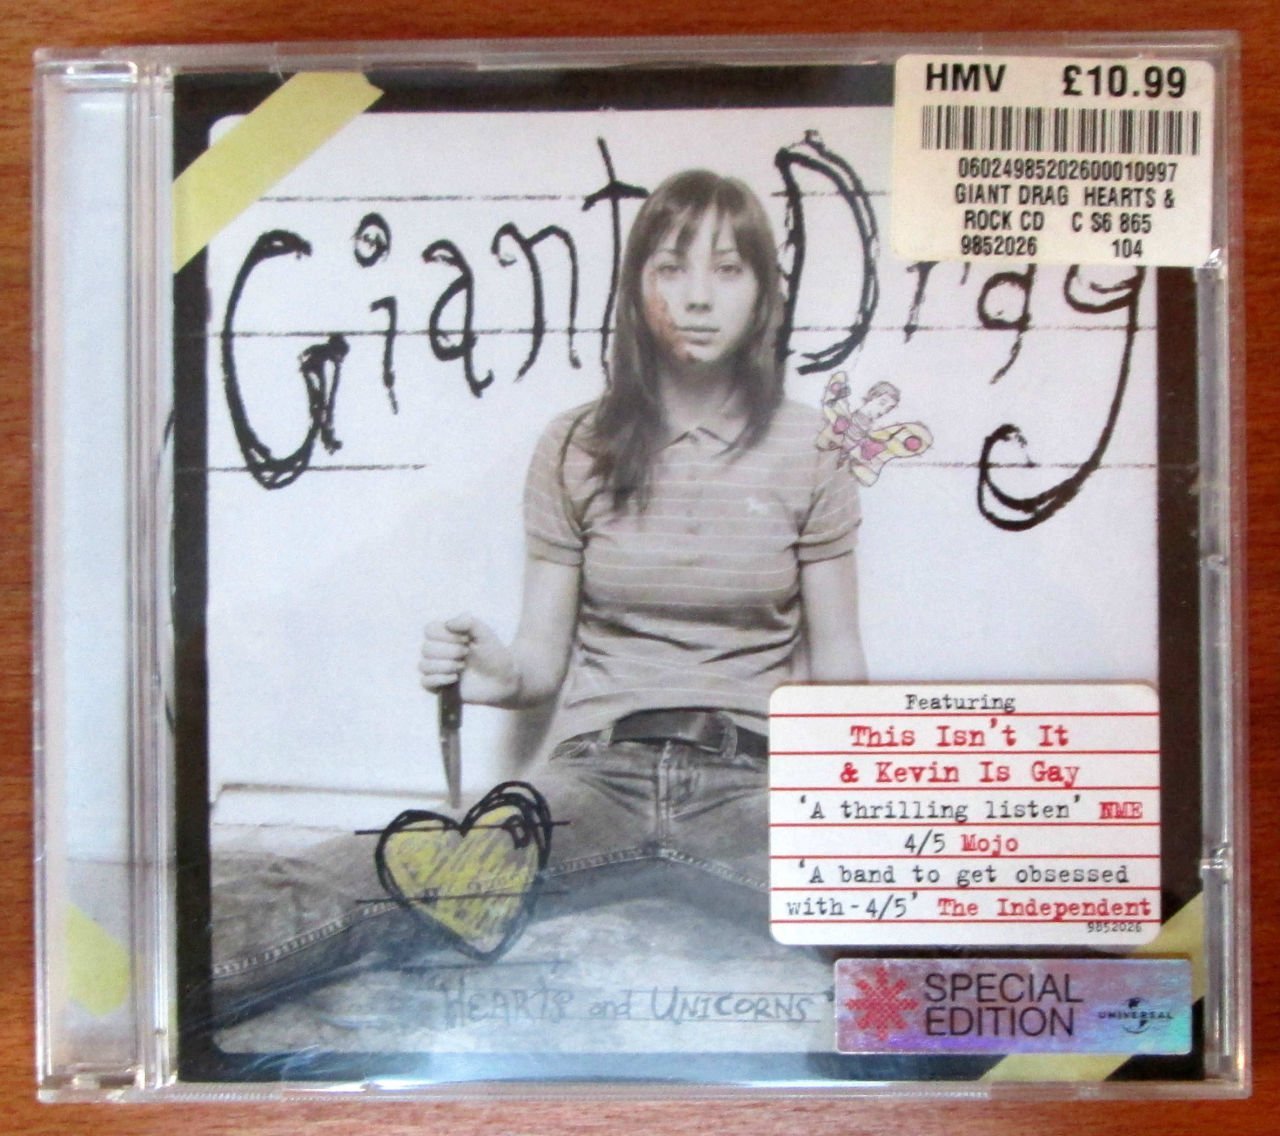 HMV £10.99
06024985202600010997
GIANT DRAG HEARTS &
ROCK CD C S6 865
9852026 104
Giant Drag
Featuring
This Isn't It
& Kevin Is Gay
'A thrilling listen' NME
4/5 Mojo
'A band to get obsessed
with-4/5' The Independent
9852026
"HEARTS and UNICORNS"
SPECIAL
EDITION
UNIVERSAL